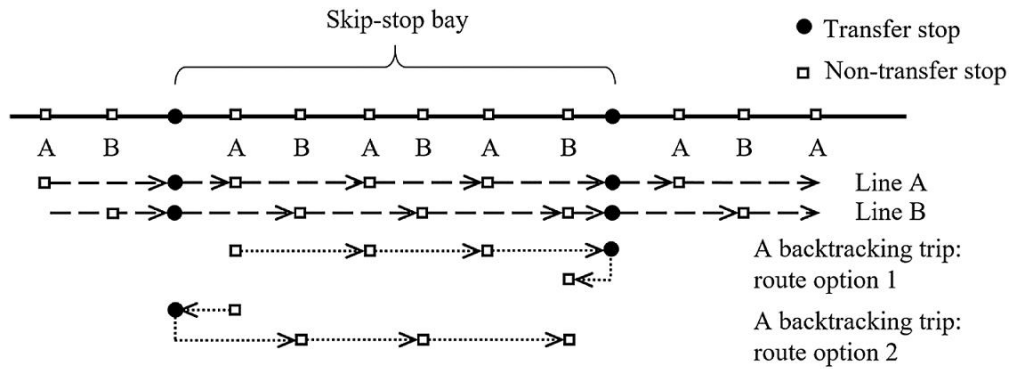 Skip-stop bay
Transfer stop
Non-transfer stop
A B A B A B A B A B A
Line A
Line B
A backtracking trip:
route option 1
A backtracking trip:
route option 2